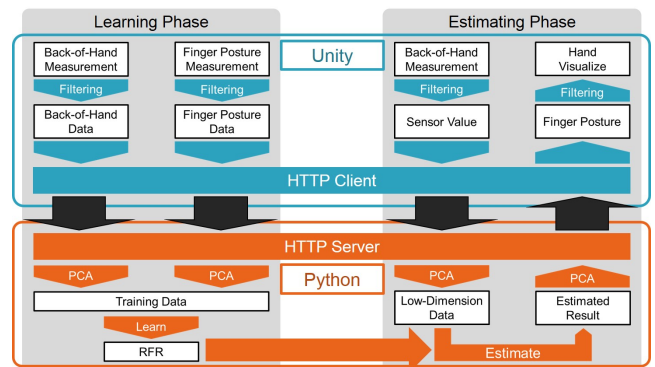 Learning Phase
Estimating Phase
Unity
Back-of-Hand
Measurement
Finger Posture
Measurement
Back-of-Hand
Measurement
Hand
Visualize
Filtering
Filtering
Filtering
Filtering
Back-of-Hand
Data
Finger Posture
Data
Sensor Value
Finger Posture
HTTP Client
HTTP Server
PCA
PCA
Python
PCA
PCA
Training Data
Low-Dimension
Data
Estimated
Result
Learn
RFR
Estimate